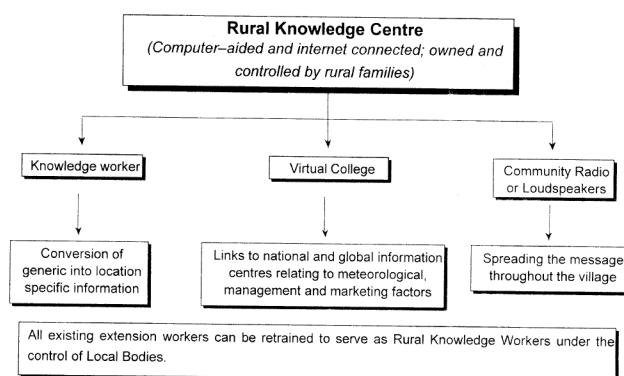 Rural Knowledge Centre
(Computer–aided and internet connected; owned and
controlled by rural families)
Knowledge worker
Virtual College
Community Radio
or Loudspeakers
Conversion of
generic into location
specific information
Links to national and global information
centres relating to meteorological,
management and marketing factors
Spreading the message
throughout the village
All existing extension workers can be retrained to serve as Rural Knowledge Workers under the
control of Local Bodies.